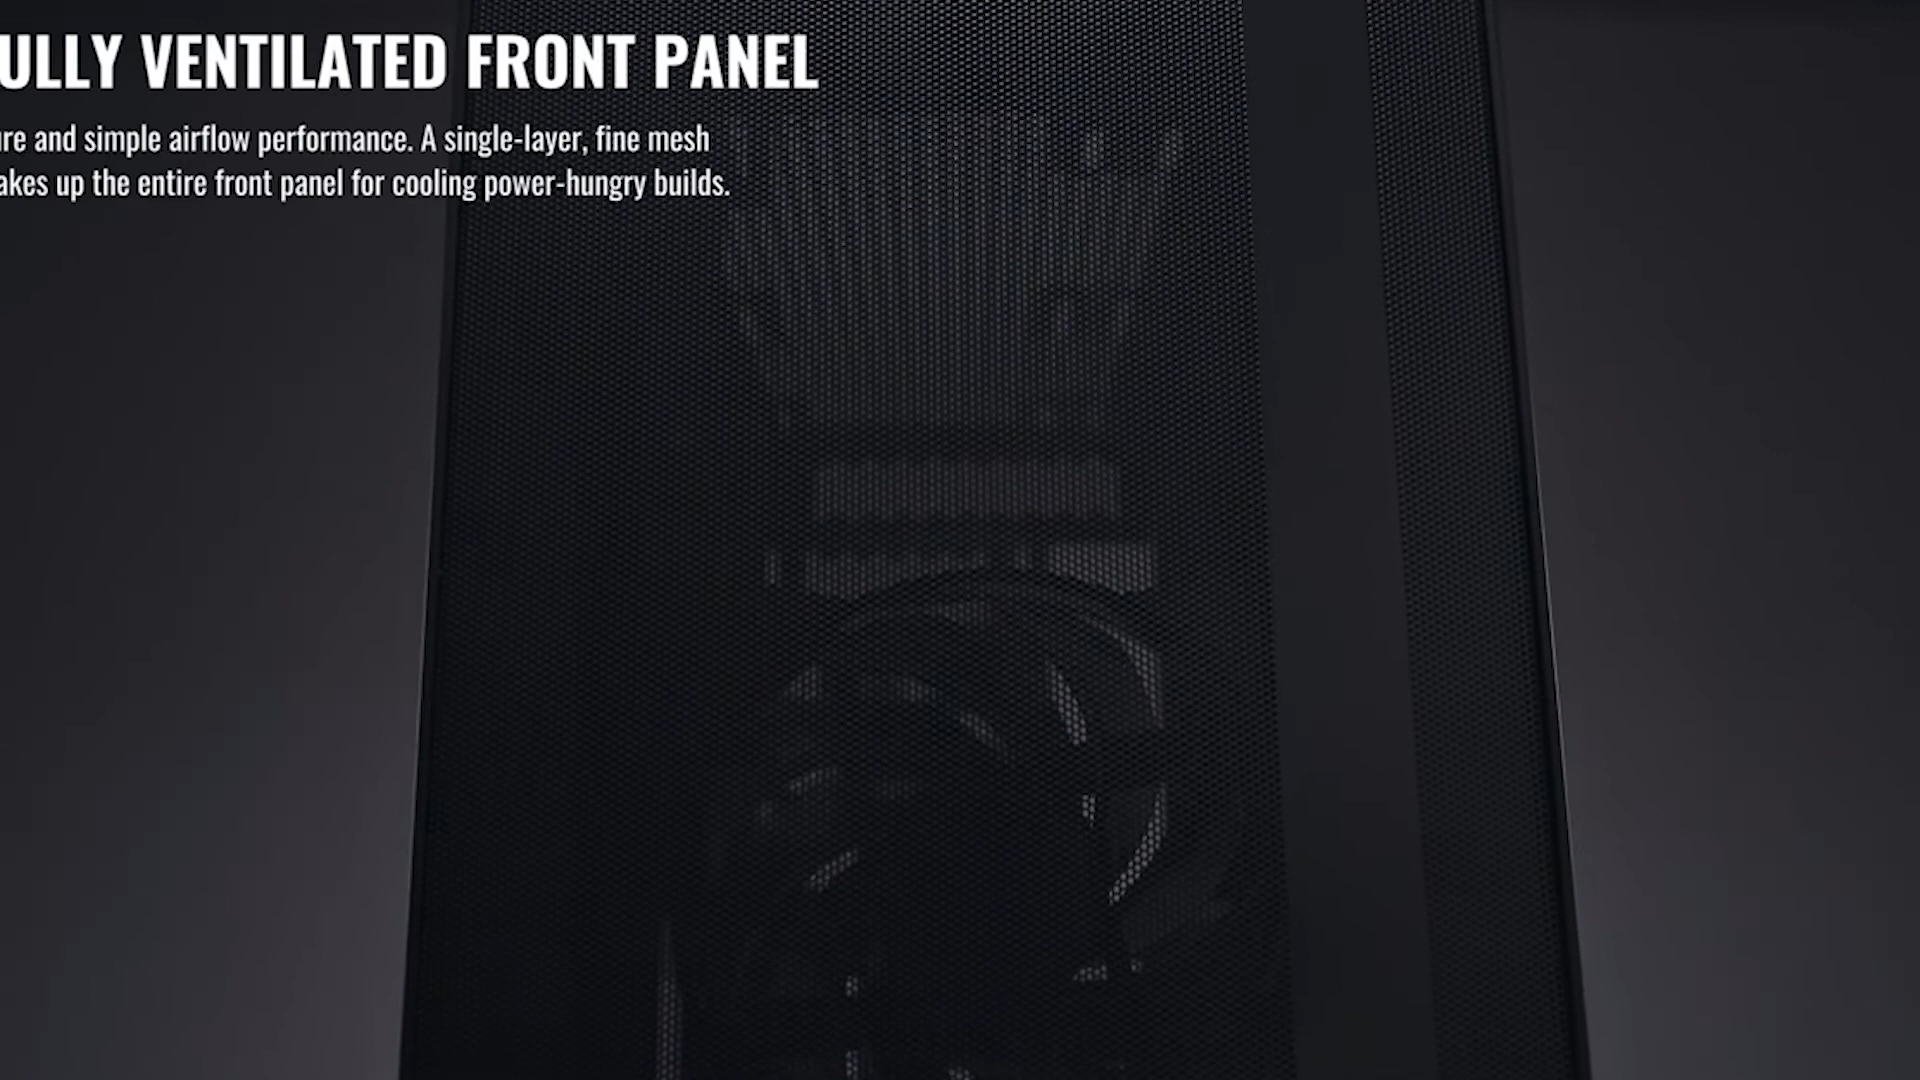 ULLY VENTILATED FRONT PANEL
re and simple airflow performance. A single-layer, fine mesh
akes up the entire front panel for cooling power-hungry builds.